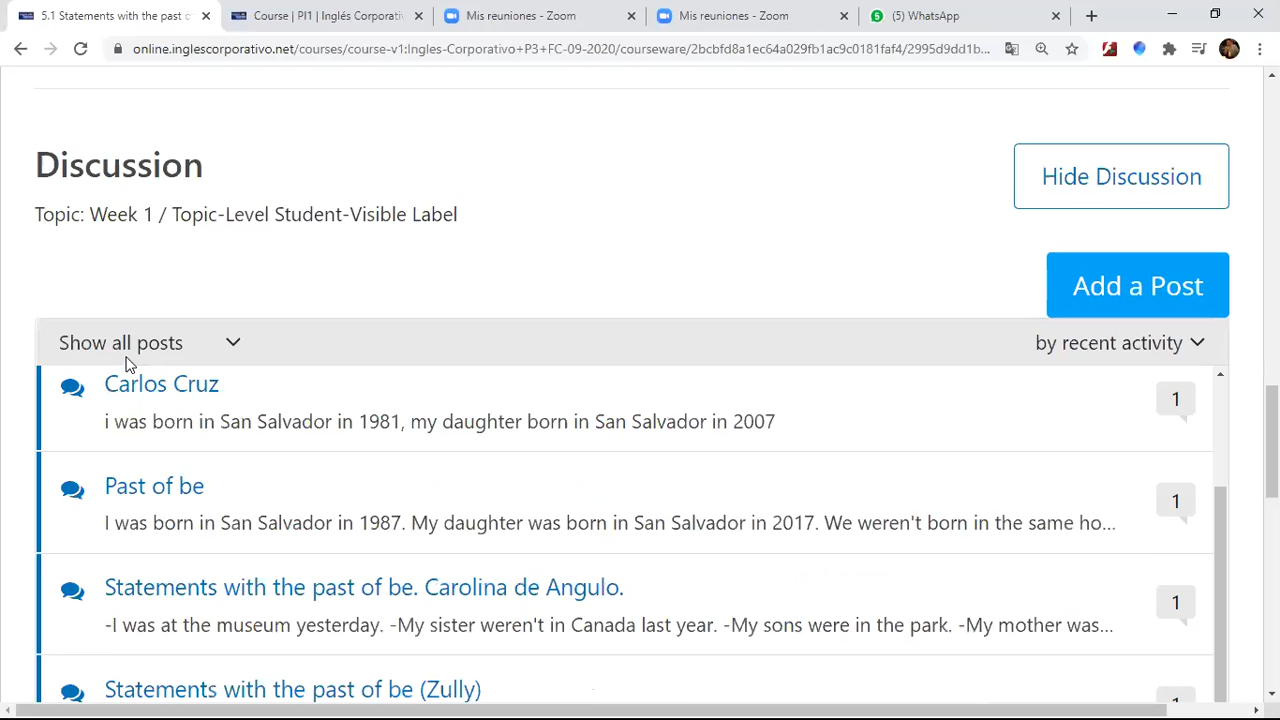 5.1 Statements with the past o
Course | PI1 | Inglés Corpora
Mis reuniones - Zoom
Mis reuniones - Zoom
(5) WhatsApp
online.inglescorporativo.net/courses/course-v1:Ingles-Corporativo+P3+FC-09-2020/courseware/2bcbfd8a1ec64a029fb1ac9c0181faf4/2995d9dd1b...
Discussion
Hide Discussion
Topic: Week 1 / Topic-Level Student-Visible Label
Add a Post
Show all posts
by recent activity
Carlos Cruz
1
i was born in San Salvador in 1981, my daughter born in San Salvador in 2007
Past of be
1
I was born in San Salvador in 1987. My daughter was born in San Salvador in 2017. We weren't born in the same ho...
Statements with the past of be. Carolina de Angulo.
1
-I was at the museum yesterday. -My sister weren't in Canada last year. -My sons were in the park. -My mother was...
Statements with the past of be (Zully)